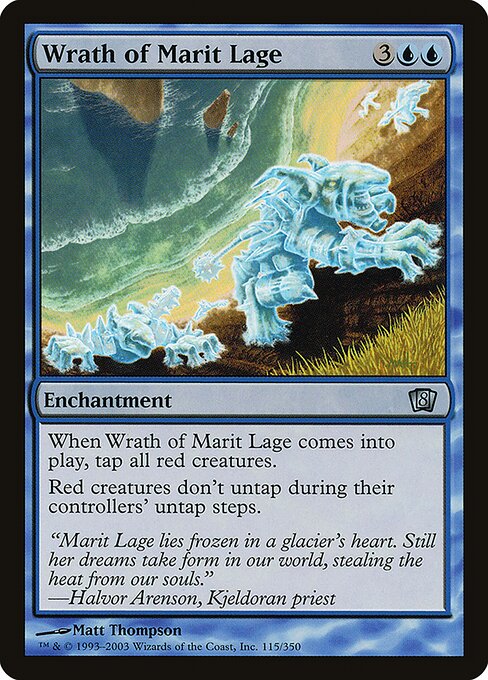 Wrath of Marit Lage 3
Enchantment 8
When Wrath of Marit Lage comes into
play, tap all red creatures.
Red creatures don't untap during their
controllers' untap steps.
"Marit Lage lies frozen in a glacier's heart. Still
her dreams take form in our world, stealing the
heat from our souls."
—Halvor Arenson, Kjeldoran priest
Matt Thompson
™ & © 1993–2003 Wizards of the Coast, Inc. 115/350